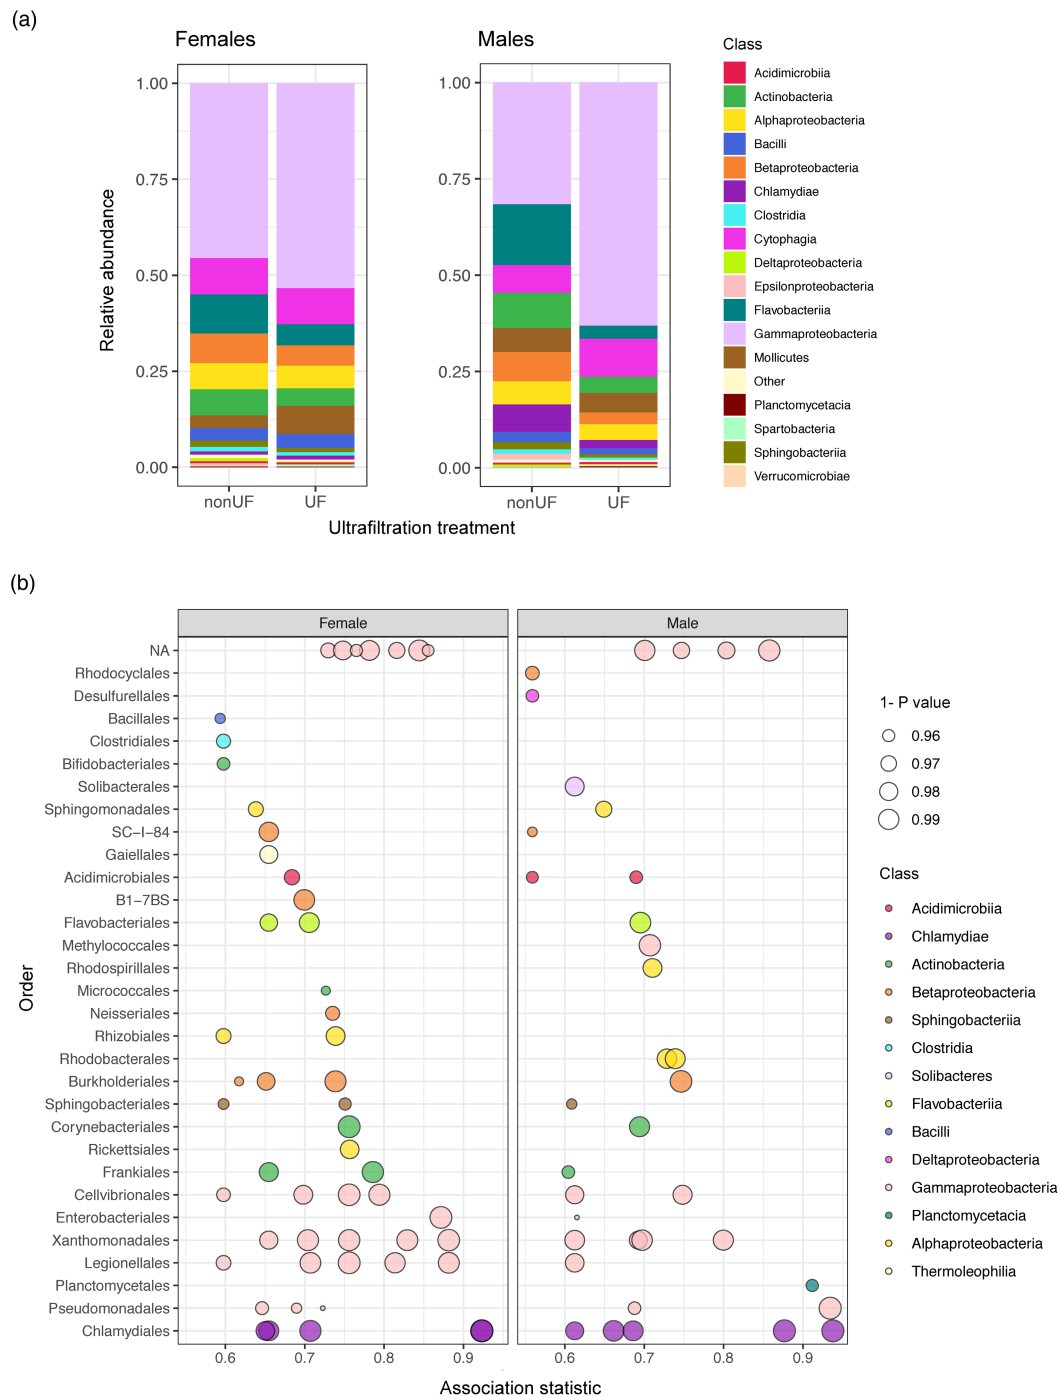 (a)
Females
Males
Class
1.00
0.75
0.50
0.25
0.00
Relative abundance
nonUF
UF
1.00
0.75
0.50
0.25
0.00
nonUF
UF
Ultrafiltration treatment
Acidimicrobiia
Actinobacteria
Alphaproteobacteria
Bacilli
Betaproteobacteria
Chlamydiae
Clostridia
Cytophagia
Deltaproteobacteria
Epsilonproteobacteria
Flavobacteriia
Gammaproteobacteria
Mollicutes
Other
Planctomycetacia
Spartobacteria
Sphingobacteriia
Verrucomicrobiae
(b)
Female
Male
Order
NA
Rhodocyclales
Desulfurellales
Bacillales
Clostridiales
Bifidobacteriales
Solibacterales
Sphingomonadales
SC−I−84
Gaiellales
Acidimicrobiales
B1−7BS
Flavobacteriales
Methylococcales
Rhodospirillales
Micrococcales
Neisseriales
Rhizobiales
Rhodobacterales
Burkholderiales
Sphingobacteriales
Corynebacteriales
Rickettsiales
Frankiales
Cellvibrionales
Enterobacteriales
Xanthomonadales
Legionellales
Planctomycetales
Pseudomonadales
Chlamydiales
0.6 0.7 0.8 0.9
0.6 0.7 0.8 0.9
Association statistic
1- P value
0.96
0.97
0.98
0.99
Class
Acidimicrobiia
Chlamydiae
Actinobacteria
Betaproteobacteria
Sphingobacteriia
Clostridia
Solibacteres
Flavobacteriia
Bacilli
Deltaproteobacteria
Gammaproteobacteria
Planctomycetacia
Alphaproteobacteria
Thermoleophilia